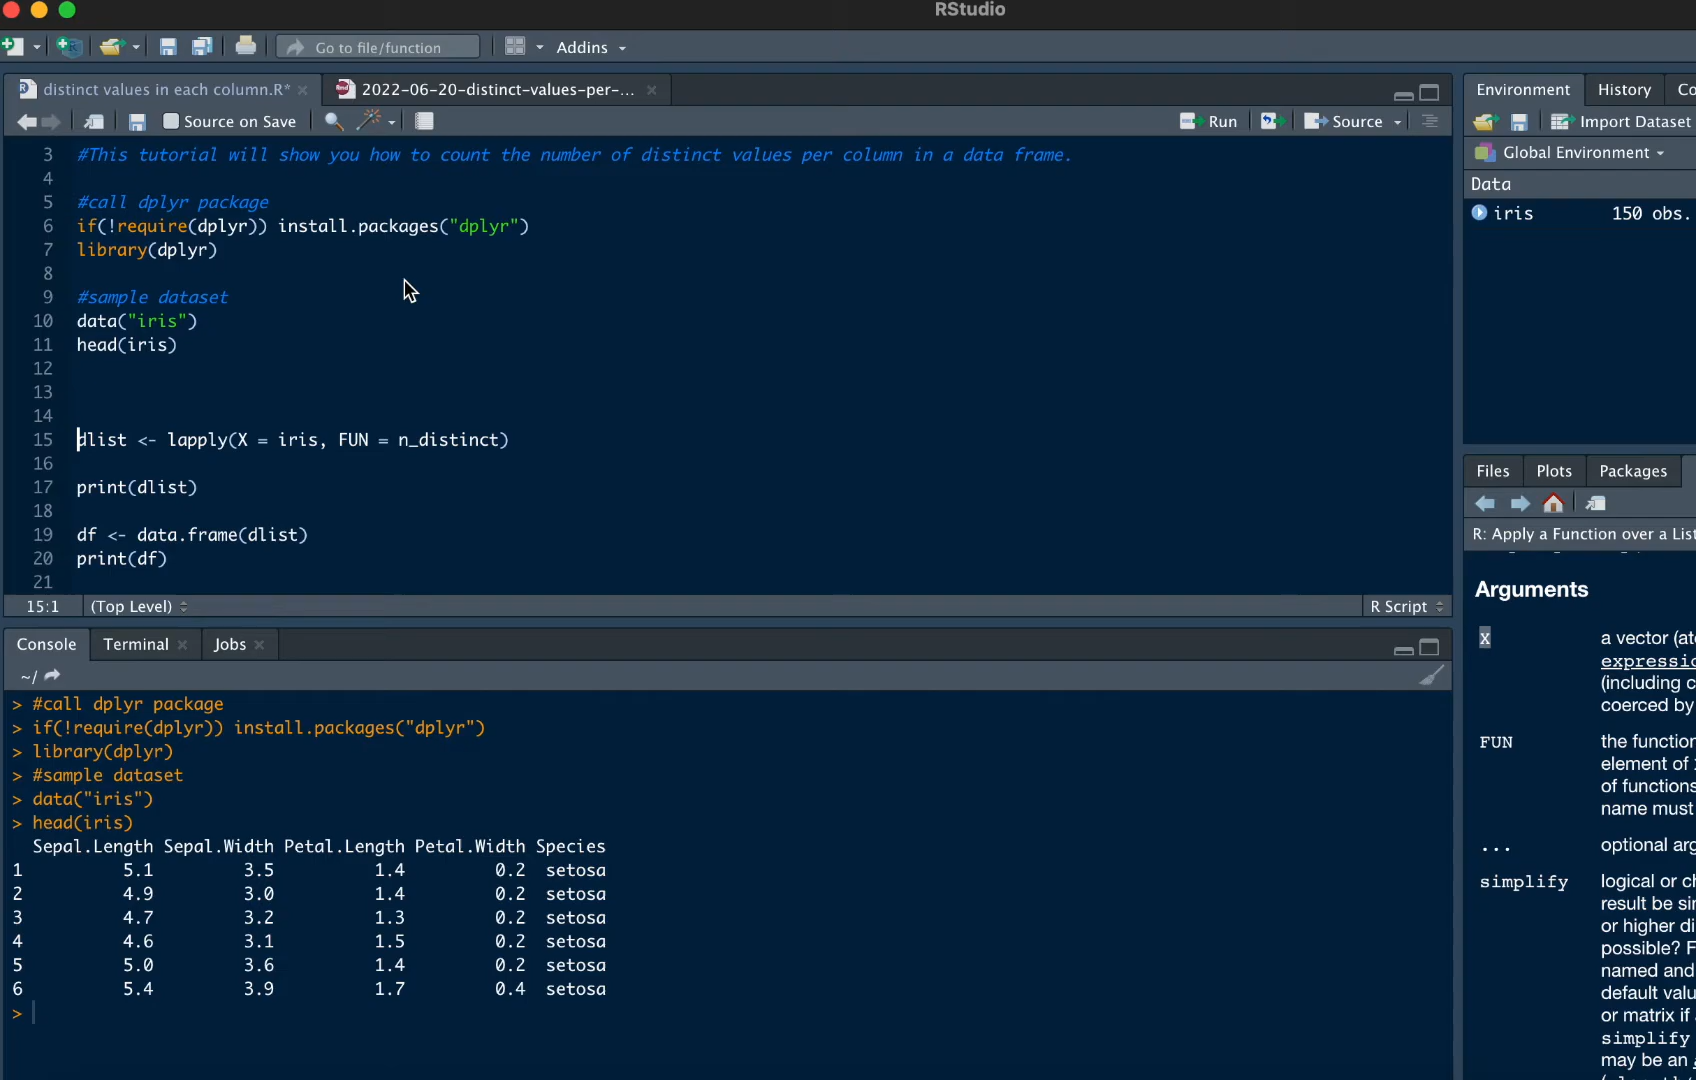 RStudio
Go to file/function
Addins
distinct values in each column.R*
2022-06-20-distinct-values-per-...
Source on Save
Run
Source
3 #This tutorial will show you how to count the number of distinct values per column in a data frame.
4
5 #call dplyr package
6 if(!require(dplyr)) install.packages("dplyr")
7 library(dplyr)
8
9 #sample dataset
10 data("iris")
11 head(iris)
12
13
14
15 dlist <- lapply(X = iris, FUN = n_distinct)
16
17 print(dlist)
18
19 df <- data.frame(dlist)
20 print(df)
21
15:1 (Top Level) R Script
Console Terminal Jobs
~/
> #call dplyr package
> if(!require(dplyr)) install.packages("dplyr")
> library(dplyr)
> #sample dataset
> data("iris")
> head(iris)
Sepal.Length Sepal.Width Petal.Length Petal.Width Species
1 5.1 3.5 1.4 0.2 setosa
2 4.9 3.0 1.4 0.2 setosa
3 4.7 3.2 1.3 0.2 setosa
4 4.6 3.1 1.5 0.2 setosa
5 5.0 3.6 1.4 0.2 setosa
6 5.4 3.9 1.7 0.4 setosa
>
Environment History Co
Import Dataset
Global Environment
Data
iris 150 obs.
Files Plots Packages
R: Apply a Function over a List
Arguments
X a vector (at
expressio
(including c
coerced by
FUN the function
element of
of functions
name must
... optional arg
simplify logical or ch
result be sim
or higher di
possible? F
named and
default valu
or matrix if
simplify
may be an